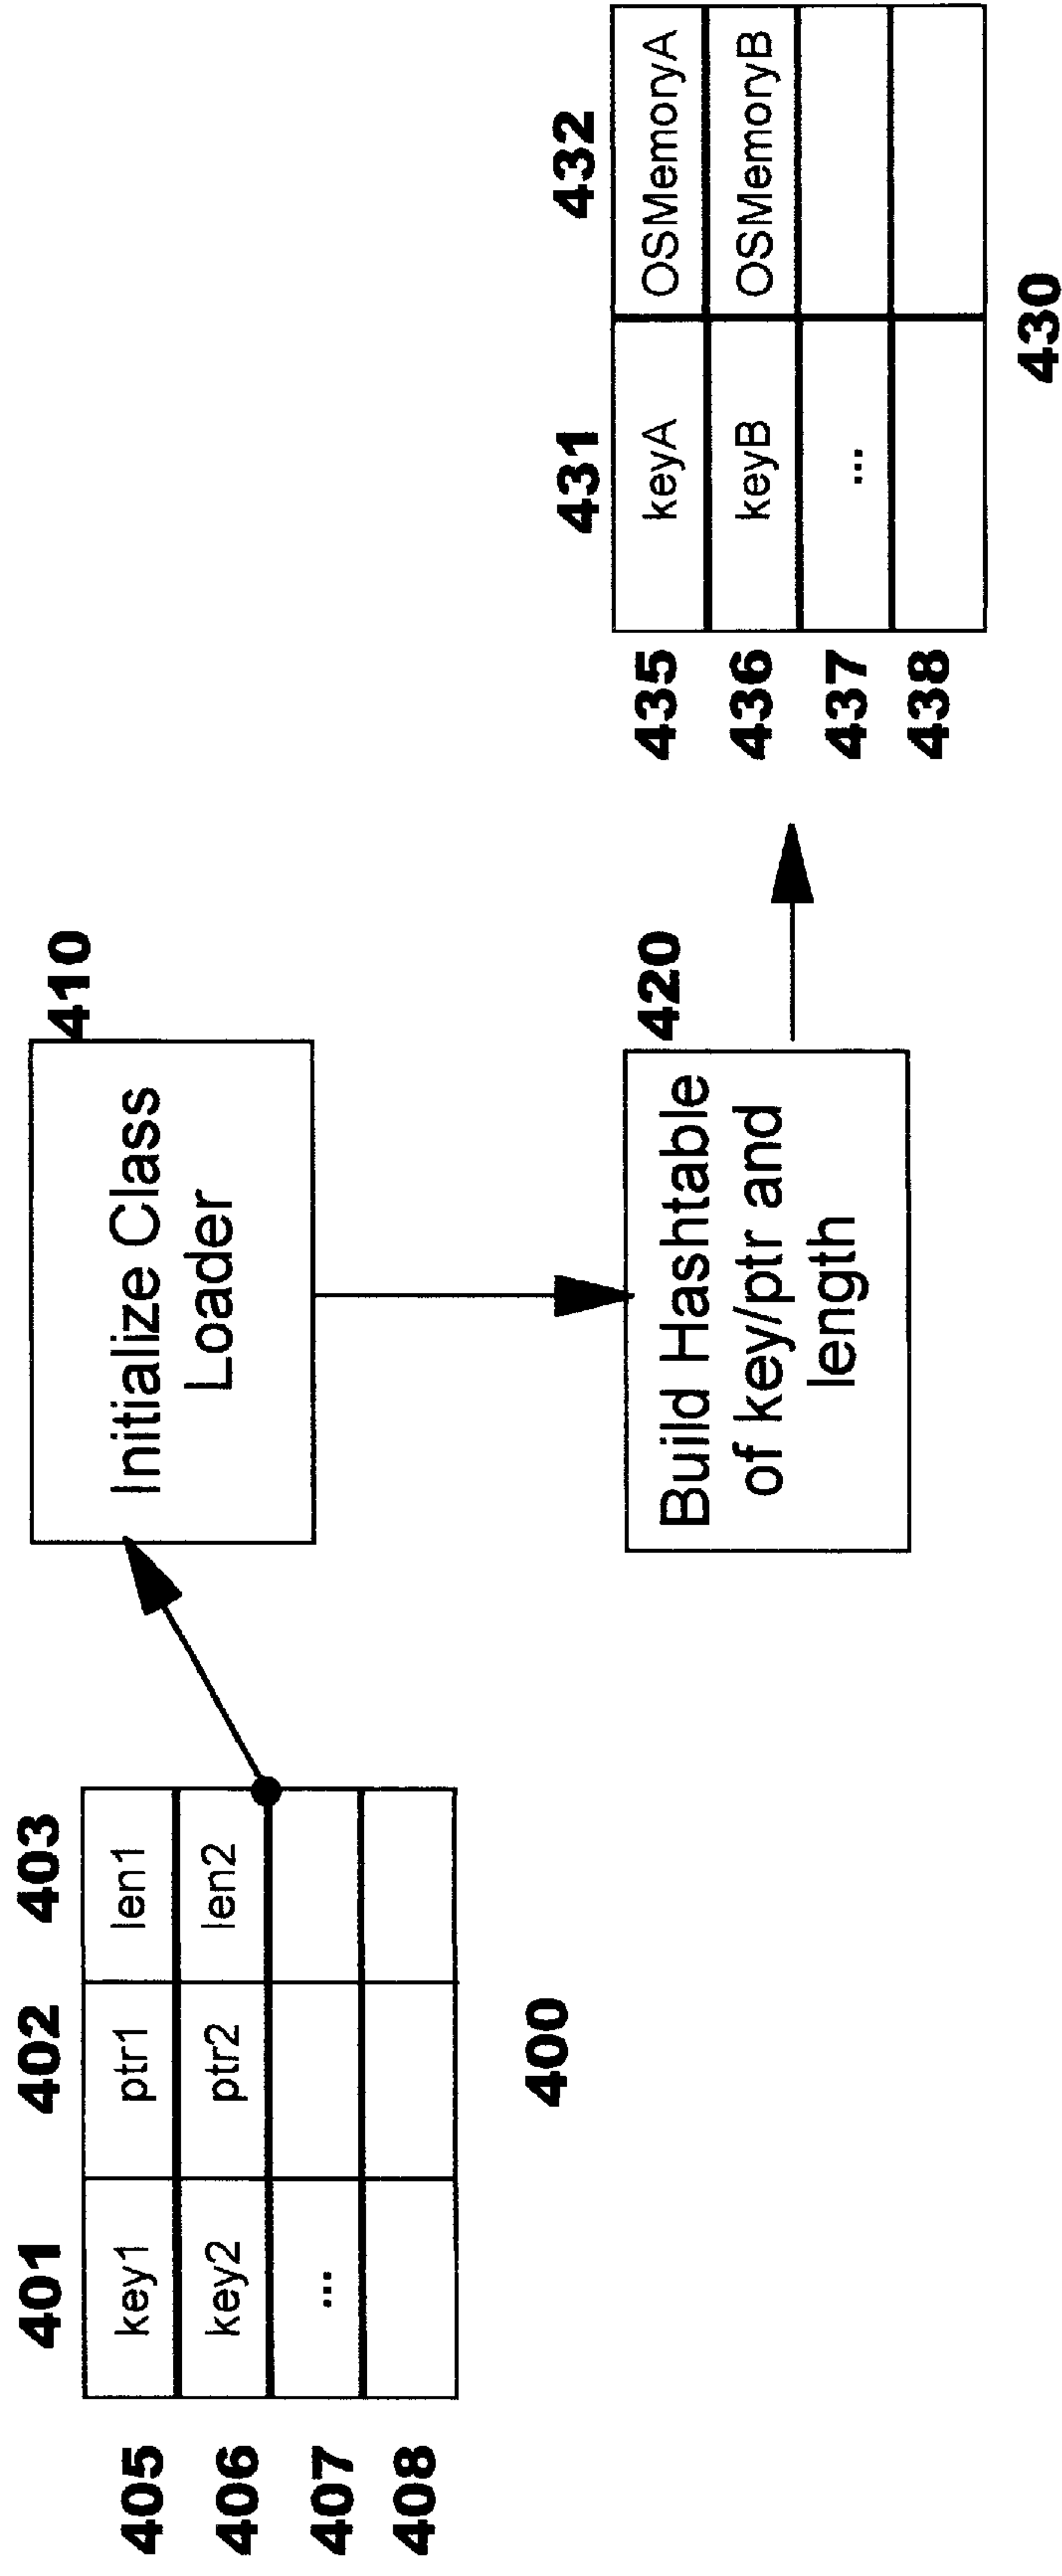 401 402 403
405 key1 ptr1 len1
406 key2 ptr2 len2
407 ...
408
400
410
Initialize Class
Loader
420
Build Hashtable
of key/ptr and
length
431 432
435 keyA OSMemoryA
436 keyB OSMemoryB
437 ...
438
430